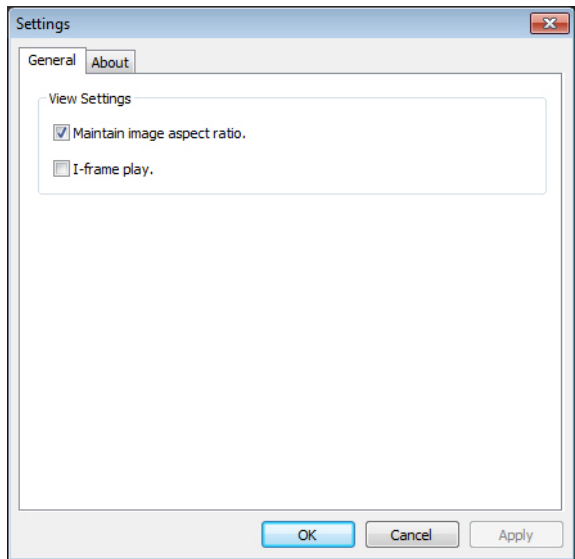 Settings
General About
View Settings
Maintain image aspect ratio.
I-frame play.
OK Cancel Apply